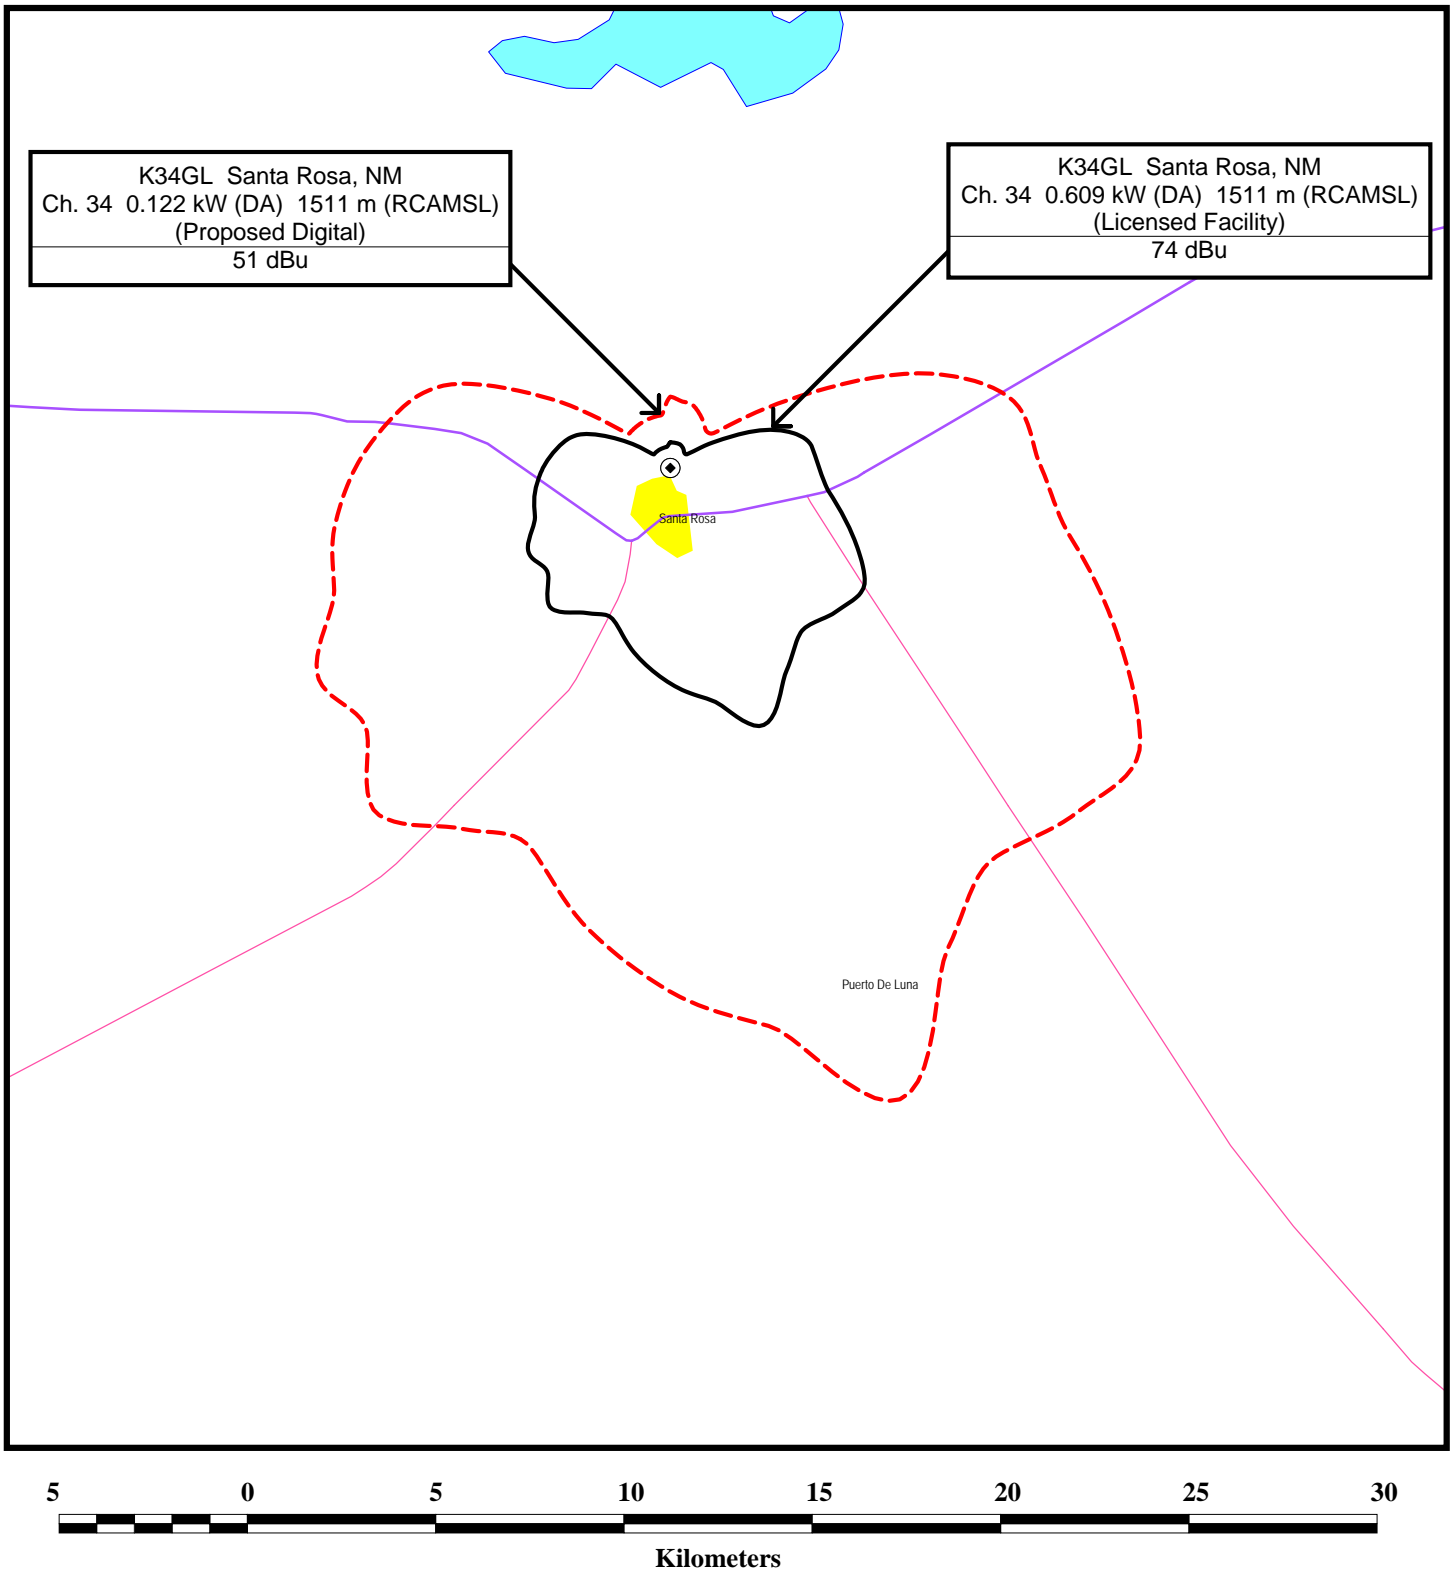 K34GL Santa Rosa, NM
Ch. 34 0.122 kW (DA) 1511 m (RCAMSL)
(Proposed Digital)
51 dBu
K34GL Santa Rosa, NM
Ch. 34 0.609 kW (DA) 1511 m (RCAMSL)
(Licensed Facility)
74 dBu
Santa Rosa
Puerto De Luna
5 0 5 10 15 20 25 30
Kilometers